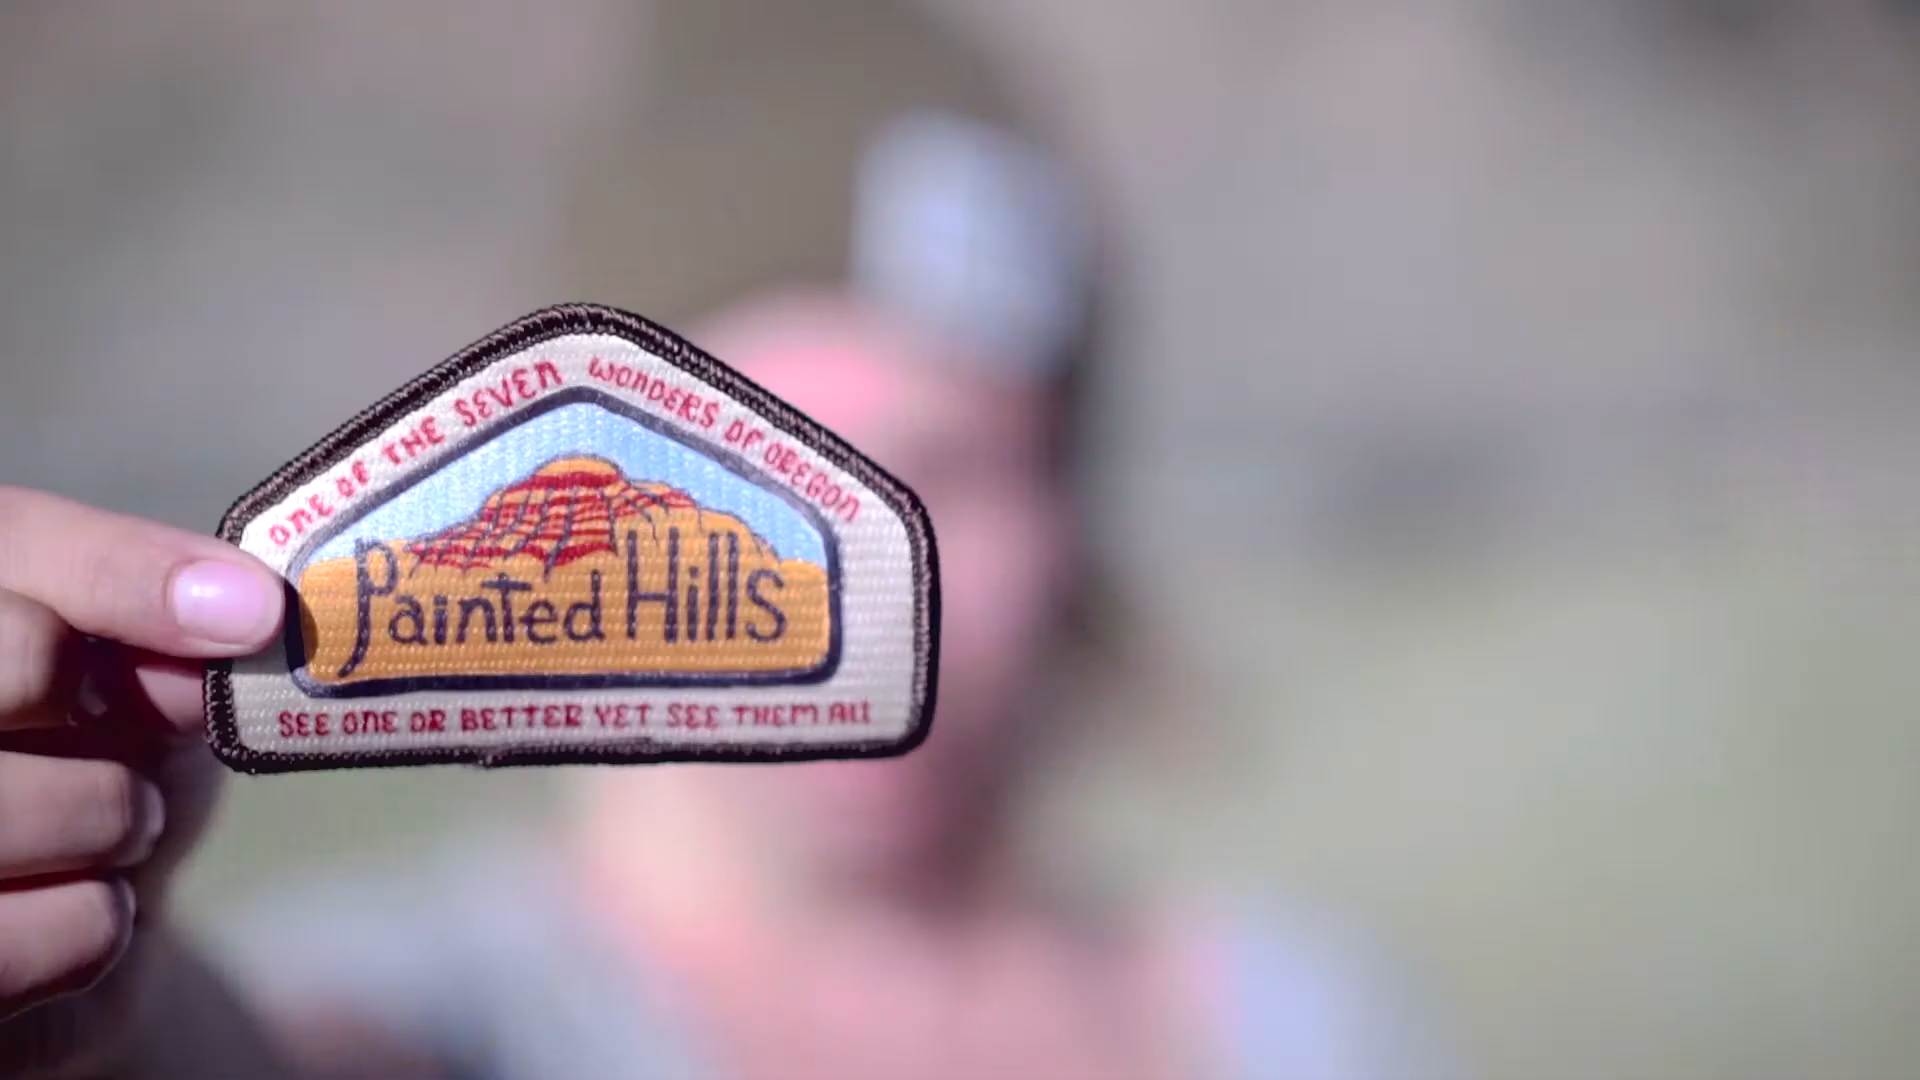 ONE OF THE SEVEN WONDERS OF OREGON
Painted Hills
SEE ONE OR BETTER YET SEE THEM ALL